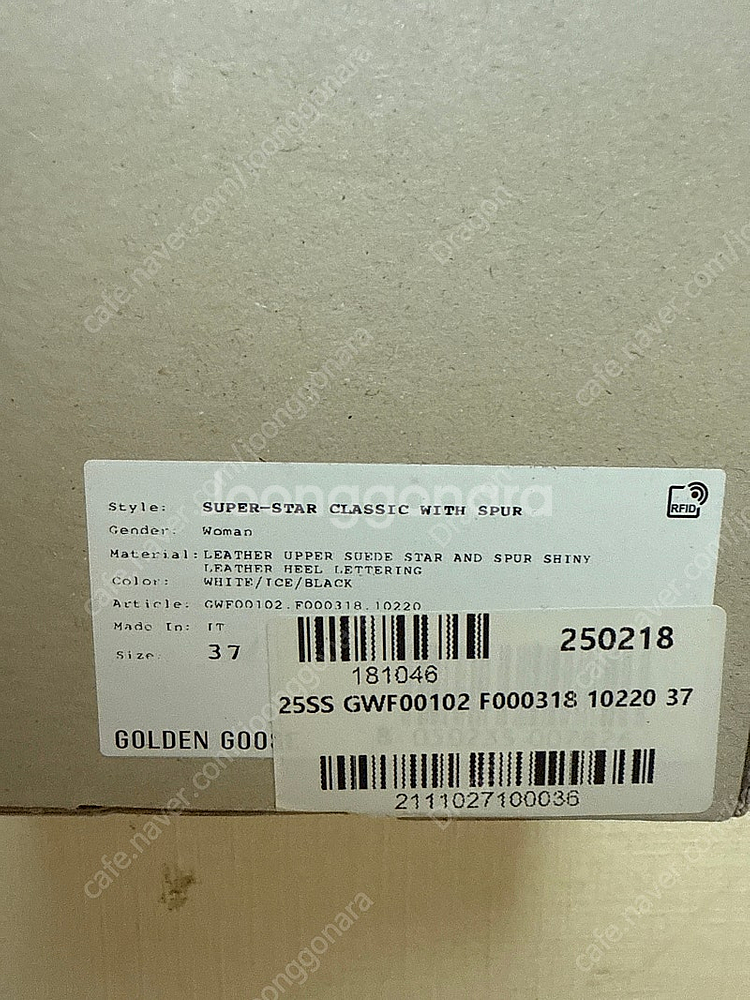 cafe.naver.com/joonggonara
Dragon
joonggonara
RFID
Style: SUPER-STAR CLASSIC WITH SPUR
Gender: Woman
Material: LEATHER UPPER SUEDE STAR AND SPUR SHINY
LEATHER HEEL LETTERING
Color: WHITE/ICE/BLACK
Article: GWF00102.F000318.10220
Made In: IT
Size: 37
GOLDEN
181046
250218
25SS GWF00102 F000318 10220 37
2111027100036